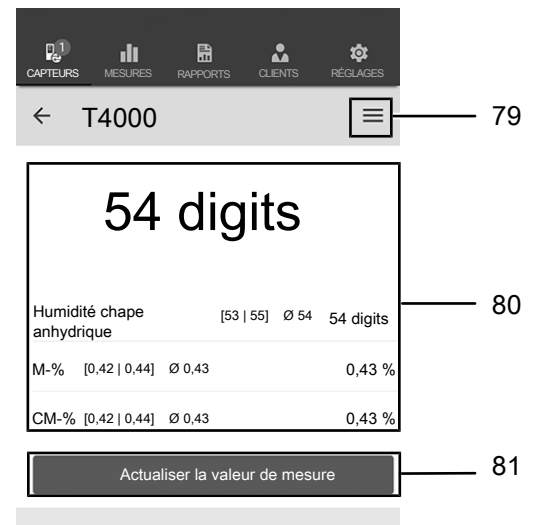 1
CAPTEURS MESURES RAPPORTS CLIENTS RÉGLAGES
T4000 79
54 digits
Humidité chape
anhydrique [53 | 55] Ø 54 54 digits 80
M-% [0,42 | 0,44] Ø 0,43 0,43 %
CM-% [0,42 | 0,44] Ø 0,43 0,43 %
Actualiser la valeur de mesure 81